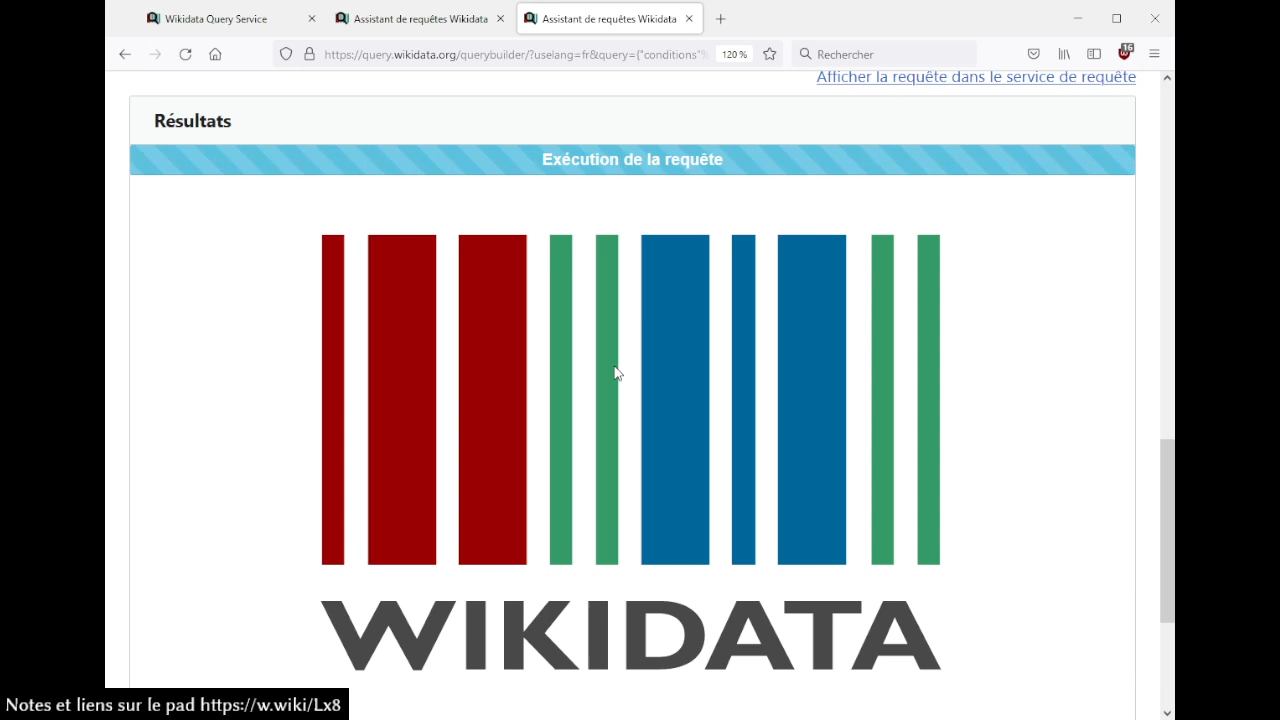 Wikidata Query Service
Assistant de requêtes Wikidata
Assistant de requêtes Wikidata
https://query.wikidata.org/querybuilder/?uselang=fr&query={"conditions"%
120 %
Rechercher
16
Afficher la requête dans le service de requête
Résultats
Exécution de la requête
WIKIDATA
Notes et liens sur le pad https://w.wiki/Lx8